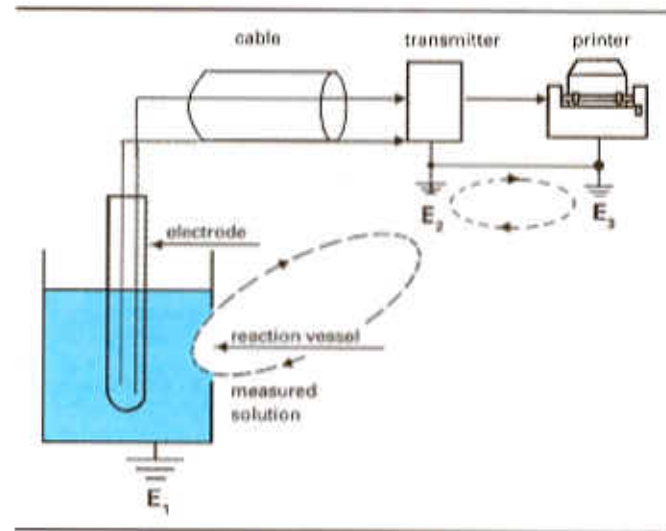 cable
transmitter
printer
E2
E3
electrode
reaction vessel
measured
solution
E1